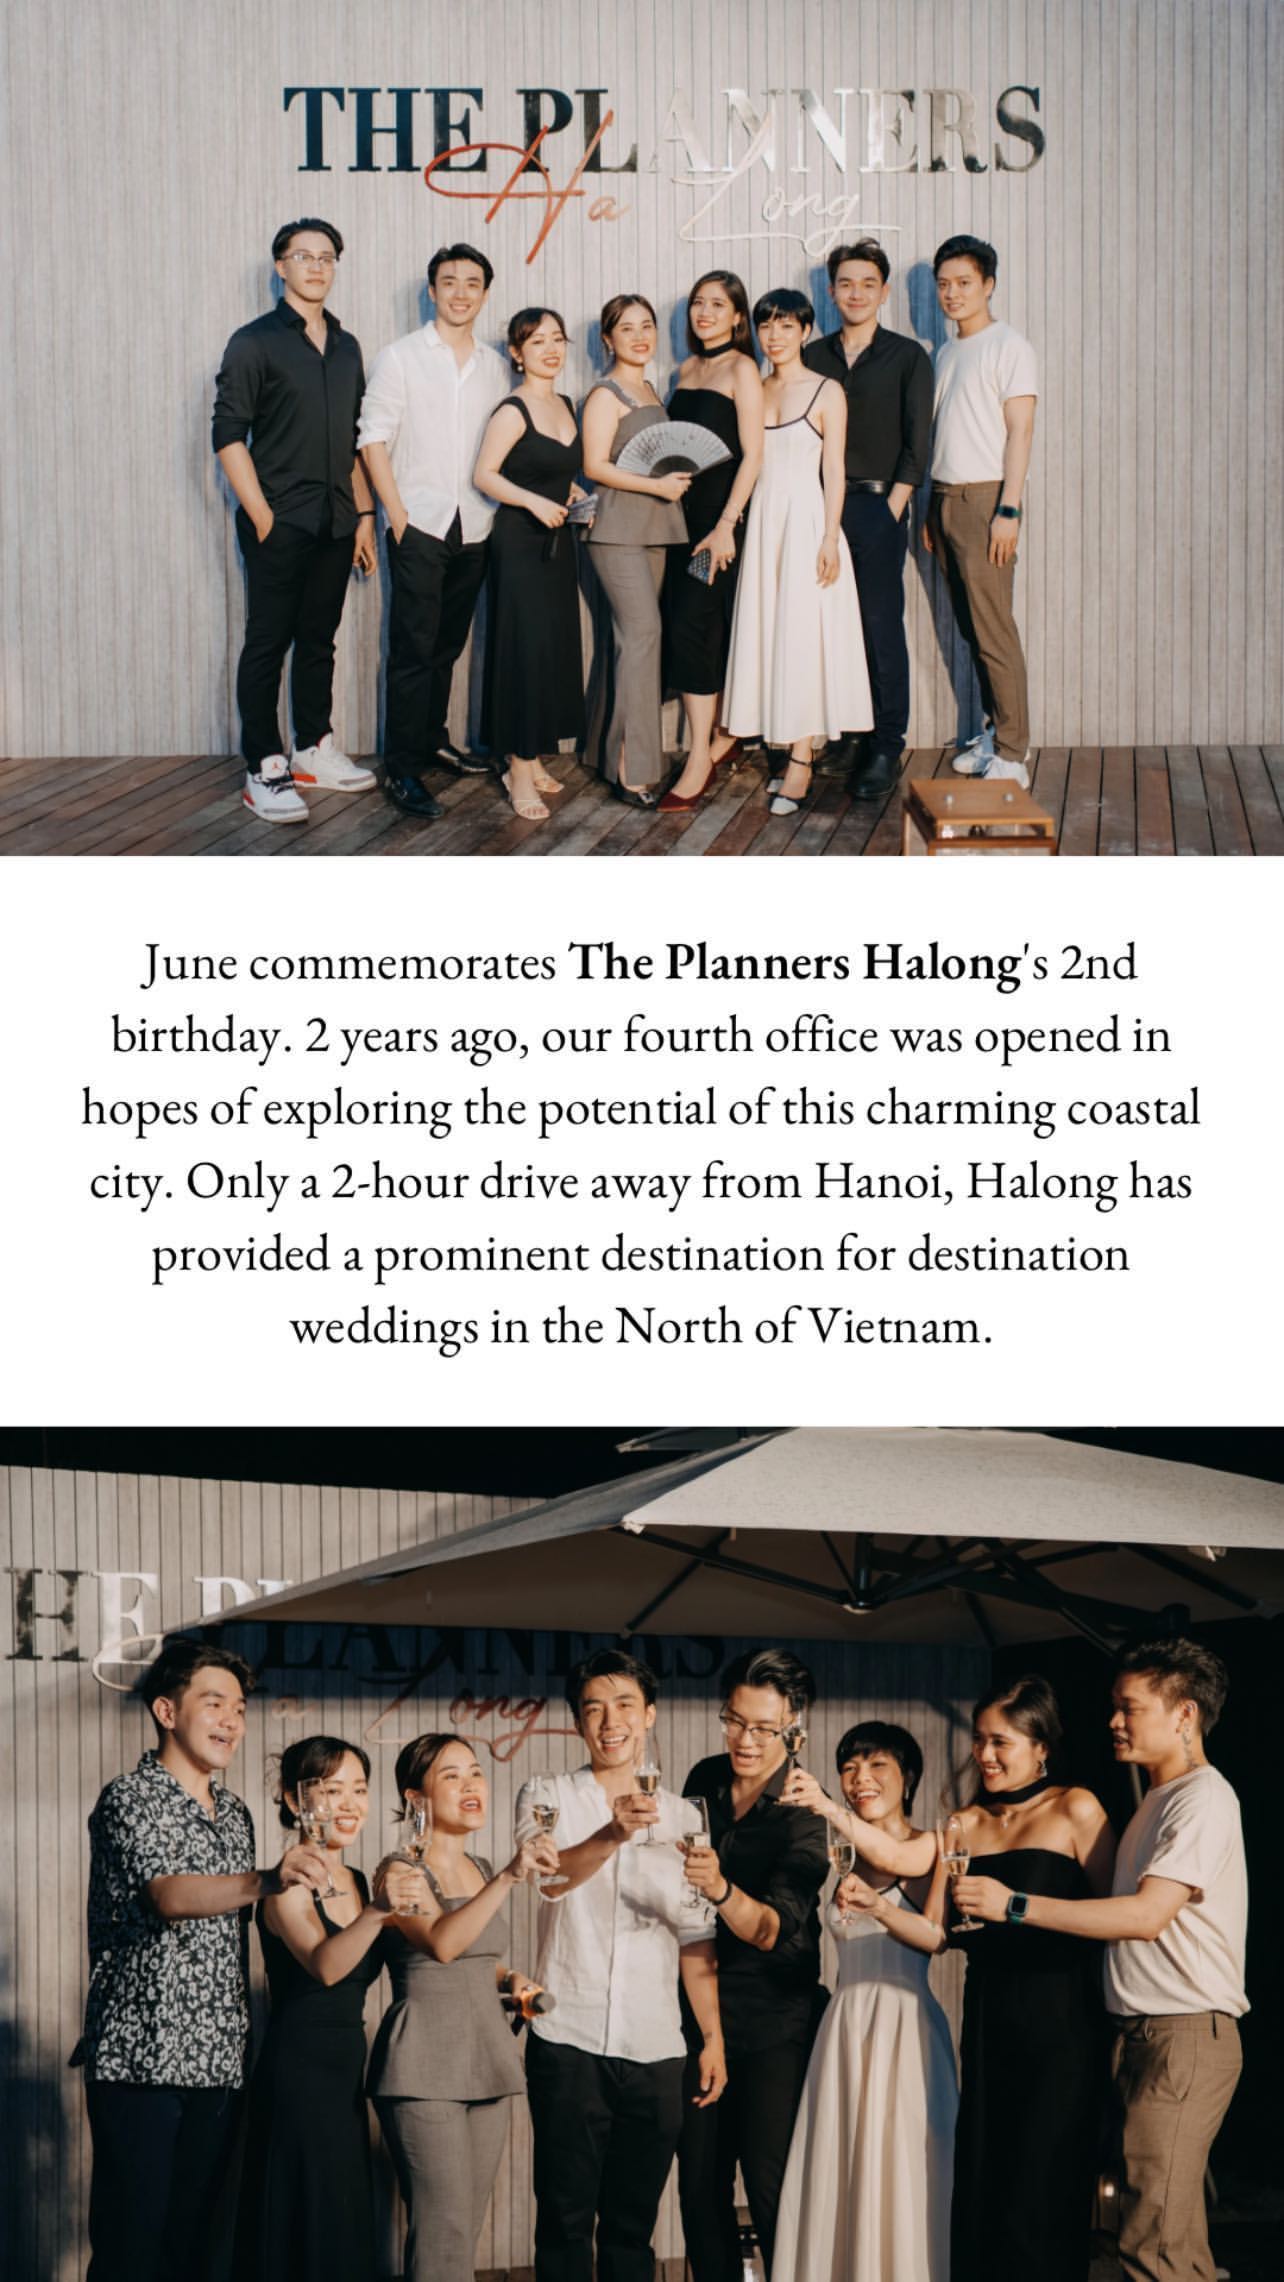 THE PLANNERS
Ha Long
June commemorates The Planners Halong's 2nd
birthday. 2 years ago, our fourth office was opened in
hopes of exploring the potential of this charming coastal
city. Only a 2-hour drive away from Hanoi, Halong has
provided a prominent destination for destination
weddings in the North of Vietnam.
HE PLANNERS
Ha Long